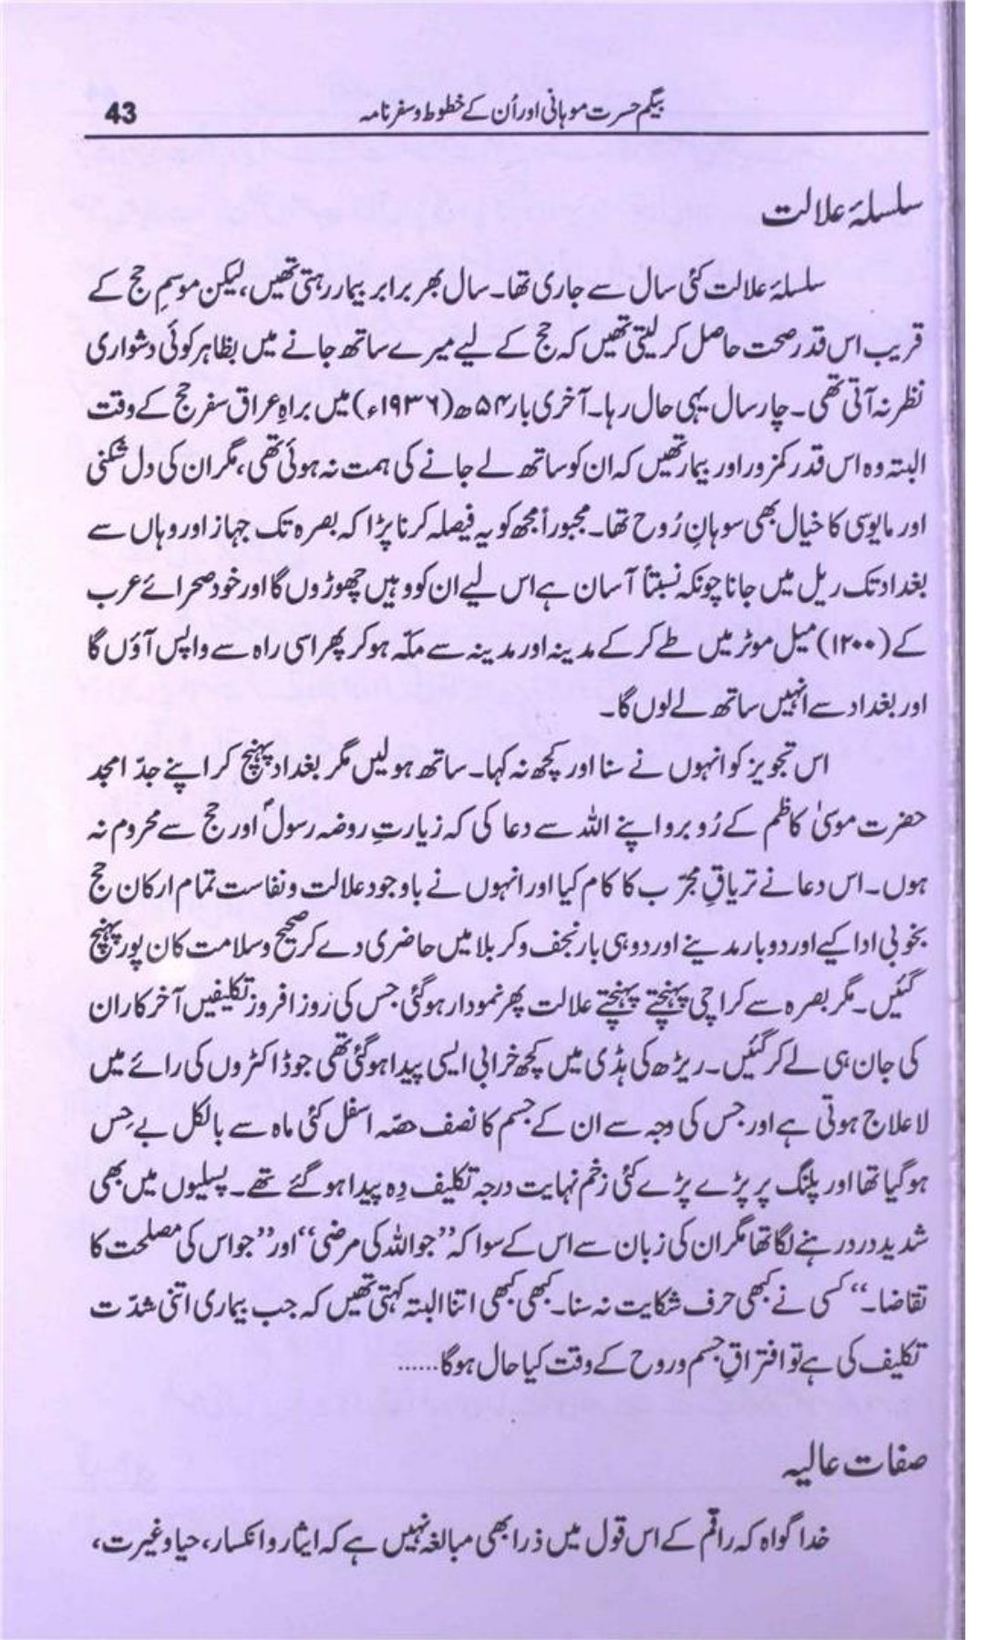 بیگم حسرت موہانی اور اُن کے خطوط و سفرنامہ 43
سلسلۂ علالت
سلسلۂ علالت کئی سال سے جاری تھا۔ سال بھر برابر بیمار رہتی تھیں، لیکن موسمِ حج کے
قریب اس قدر صحت حاصل کر لیتی تھیں کہ حج کے لیے میرے ساتھ جانے میں بظاہر کوئی دشواری
نظر نہ آتی تھی۔ چار سال یہی حال رہا۔ آخری بار ۵۴ھ (۱۹۳۶ء) میں براہِ عراق سفر حج کے وقت
البتہ وہ اس قدر کمزور اور بیمار تھیں کہ ان کو ساتھ لے جانے کی ہمت نہ ہوئی تھی، مگر ان کی دل شکنی
اور مایوسی کا خیال بھی سوہانِ رُوح تھا۔ مجبوراً مجھ کو یہ فیصلہ کرنا پڑا کہ بصرہ تک جہاز اور وہاں سے
بغداد تک ریل میں جانا چونکہ نسبتاً آسان ہے اس لیے ان کو وہیں چھوڑوں گا اور خود صحرائے عرب
کے (۱۲۰۰) میل موٹر میں طے کر کے مدینہ اور مدینہ سے مکّہ ہو کر پھر اسی راہ سے واپس آؤں گا
اور بغداد سے انہیں ساتھ لے لوں گا۔
اس تجویز کو انہوں نے سنا اور کچھ نہ کہا۔ ساتھ ہو لیں مگر بغداد پہنچ کر اپنے جدّ امجد
حضرت موسیٰ کاظم کے رُوبرو اپنے اللہ سے دعا کی کہ زیارتِ روضہ رسولؐ اور حج سے محروم نہ
ہوں۔ اس دعا نے تریاقِ مجرّب کا کام کیا اور انہوں نے باوجود علالت و نفاست تمام ارکان حج
بخوبی ادا کیے اور دو بار مدینے اور دو ہی بار نجف و کربلا میں حاضری دے کر صحیح و سلامت کان پور پہنچ
گئیں۔ مگر بصرہ سے کراچی پہنچتے پہنچتے علالت پھر نمودار ہو گئی جس کی روز افروز تکلیفیں آخر کار ان
کی جان ہی لے کر گئیں۔ ریڑھ کی ہڈی میں کچھ خرابی ایسی پیدا ہو گئی تھی جو ڈاکٹروں کی رائے میں
لا علاج ہوتی ہے اور جس کی وجہ سے ان کے جسم کا نصف حصّہ اسفل کئی ماہ سے بالکل بے حِس
ہو گیا تھا اور پلنگ پر پڑے پڑے کئی زخم نہایت درجہ تکلیف دِہ پیدا ہو گئے تھے۔ پسلیوں میں بھی
شدید درد رہنے لگا تھا مگر ان کی زبان سے اس کے سوا کہ ”جو اللہ کی مرضی“ اور ”جو اس کی مصلحت کا
تقاضا۔“ کسی نے کبھی حرف شکایت نہ سنا۔ کبھی کبھی اتنا البتہ کہتی تھیں کہ جب بیماری اتنی شدّت
تکلیف کی ہے تو افتراقِ جسم و روح کے وقت کیا حال ہوگا......
صفات عالیہ
خدا گواہ کہ راقم کے اس قول میں ذرا بھی مبالغہ نہیں ہے کہ ایثار و انکسار، حیا و غیرت،